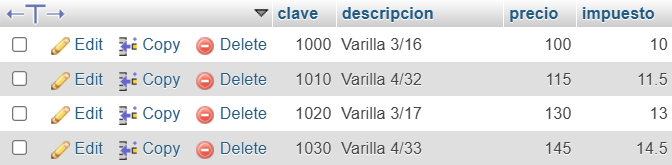 clave descripcion precio impuesto
Edit Copy Delete 1000 Varilla 3/16 100 10
Edit Copy Delete 1010 Varilla 4/32 115 11.5
Edit Copy Delete 1020 Varilla 3/17 130 13
Edit Copy Delete 1030 Varilla 4/33 145 14.5